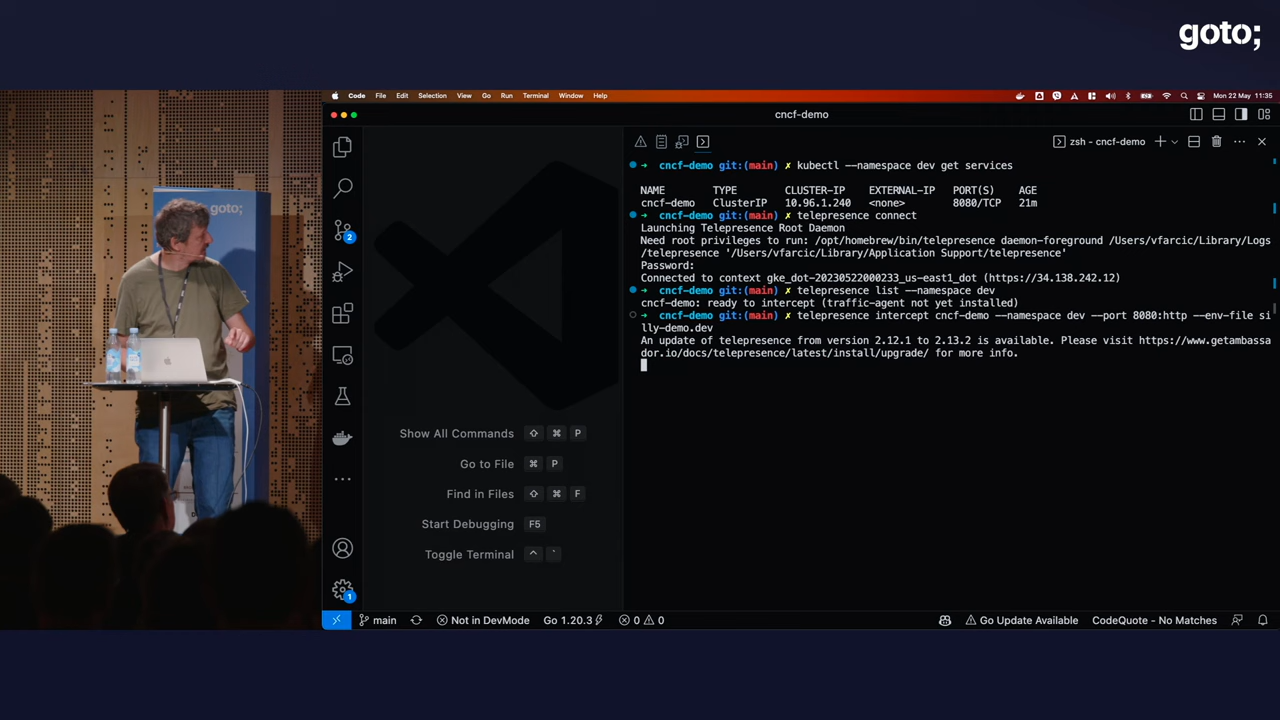 goto;
Code File Edit Selection View Go Run Terminal Window Help
Mon 22 May 11:35
cncf-demo
zsh - cncf-demo
➜ cncf-demo git:(main) ✗ kubectl --namespace dev get services
NAME TYPE CLUSTER-IP EXTERNAL-IP PORT(S) AGE
cncf-demo ClusterIP 10.96.1.240 <none> 8080/TCP 21m
➜ cncf-demo git:(main) ✗ telepresence connect
Launching Telepresence Root Daemon
Need root privileges to run: /opt/homebrew/bin/telepresence daemon-foreground /Users/vfarcic/Library/Logs
/telepresence '/Users/vfarcic/Library/Application Support/telepresence'
Password:
Connected to context gke_dot-20230522000233_us-east1_dot (https://34.138.242.12)
➜ cncf-demo git:(main) ✗ telepresence list --namespace dev
cncf-demo: ready to intercept (traffic-agent not yet installed)
➜ cncf-demo git:(main) ✗ telepresence intercept cncf-demo --namespace dev --port 8080:http --env-file si
lly-demo.dev
An update of telepresence from version 2.12.1 to 2.13.2 is available. Please visit https://www.getambassa
dor.io/docs/telepresence/latest/install/upgrade/ for more info.
goto;
2
Show All Commands ⇧ ⌘ P
Go to File ⌘ P
Find in Files ⇧ ⌘ F
Start Debugging F5
Toggle Terminal ^ `
1
main
Not in DevMode
Go 1.20.3
0 0
Go Update Available
CodeQuote - No Matches